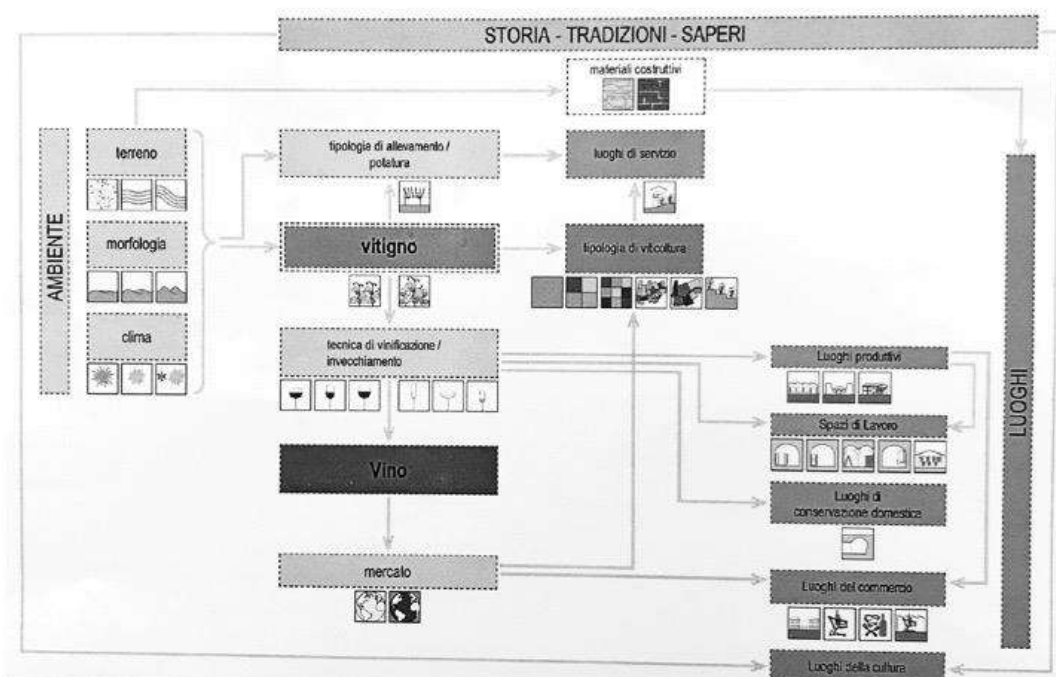 STORIA - TRADIZIONI - SAPERI
materiali costruttivi
AMBIENTE
terreno
morfologia
clima
tipologia di allevamento /
potatura
luoghi di servizio
vitigno
tipologia di viticoltura
tecnica di vinificazione /
invecchiamento
Vino
mercato
Luoghi produttivi
Spazi di Lavoro
Luoghi di
conservazione domestica
Luoghi del commercio
Luoghi della cultura
LUOGHI